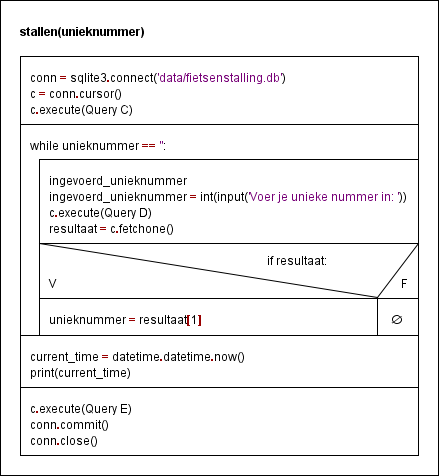 stallen(unieknummer)
conn = sqlite3.connect('data/fietsenstalling.db')
c = conn.cursor()
c.execute(Query C)
while unieknummer == '':
ingevoerd_unieknummer
ingevoerd_unieknummer = int(input('Voer je unieke nummer in: '))
c.execute(Query D)
resultaat = c.fetchone()
if resultaat:
V F
unieknummer = resultaat[1] ∅
current_time = datetime.datetime.now()
print(current_time)
c.execute(Query E)
conn.commit()
conn.close()